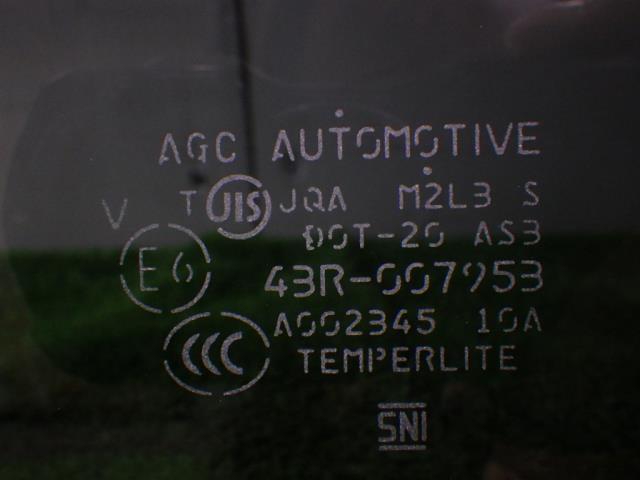 AGC AUTOMOTIVE
V T JIS JQA M2L3 S
DOT-20 AS3
E6 43R-007953
CCC A002345 10A
TEMPERLITE
SNI